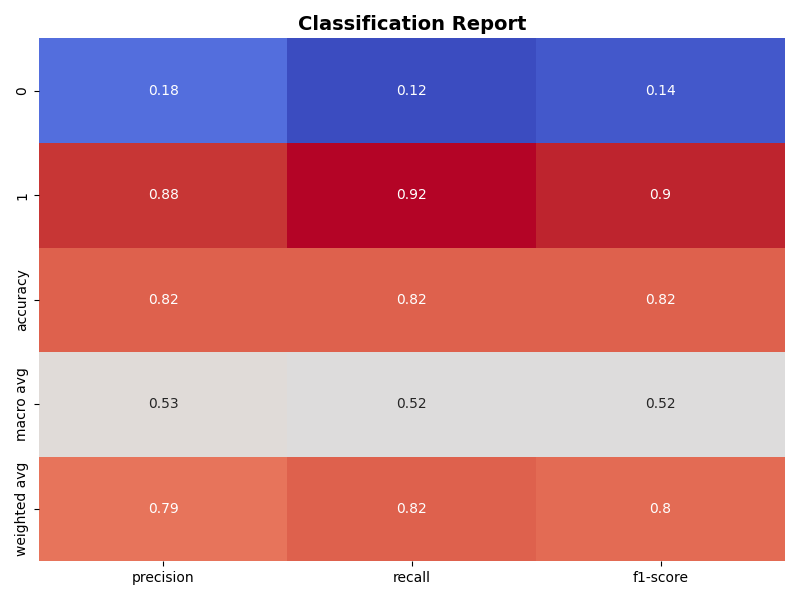 Classification Report
0 0.18 0.12 0.14
1 0.88 0.92 0.9
accuracy 0.82 0.82 0.82
macro avg 0.53 0.52 0.52
weighted avg 0.79 0.82 0.8
precision recall f1-score